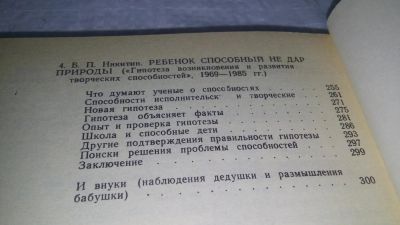 4. Б. П. Никитин. РЕБЕНОК СПОСОБНЫЙ НЕ ДАР
ПРИРОДЫ («Гипотеза возникновения и развития
творческих способностей», 1969—1985 гг.)
Что думают ученые о способностях 255
Способности исполнительск и творческие 261
Новая гипотеза 271
Гипотеза объясняет факты 275
Опыт и проверка гипотезы 281
Школа и способные дети 286
Другие подтверждения правильности гипотезы 293
Поиски решения проблемы способностей 297
Заключение 299
И внуки (наблюдения дедушки и размышления
бабушки) 300